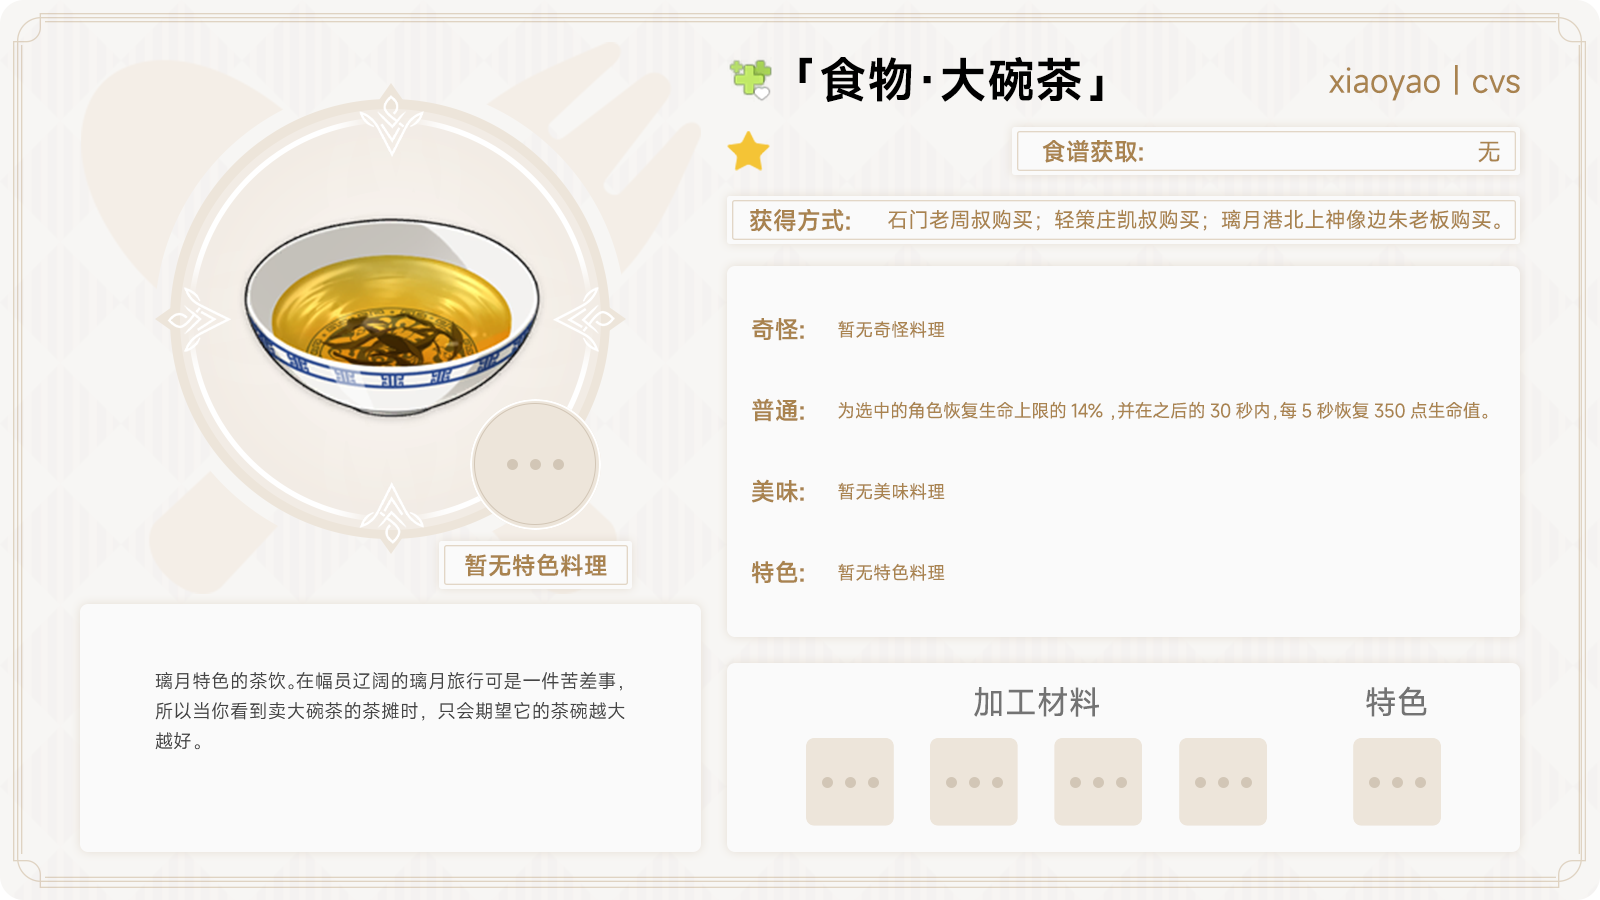 「食物·大碗茶」
xiaoyao | cvs
食谱获取: 无
获得方式: 石门老周叔购买；轻策庄凯叔购买；璃月港北上神像边朱老板购买。
奇怪: 暂无奇怪料理
普通: 为选中的角色恢复生命上限的 14% ,并在之后的 30 秒内,每 5 秒恢复 350 点生命值。
美味: 暂无美味料理
特色: 暂无特色料理
暂无特色料理
璃月特色的茶饮。在幅员辽阔的璃月旅行可是一件苦差事，
所以当你看到卖大碗茶的茶摊时，只会期望它的茶碗越大
越好。
加工材料 特色